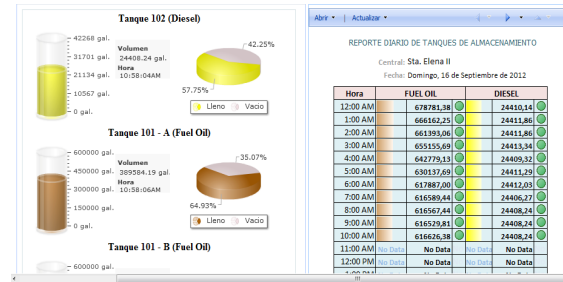 Tanque 102 (Diesel)
42268 gal.
31701 gal.
21134 gal.
10567 gal.
0 gal.
Volumen
24408.24 gal.
Hora
10:58:04AM
42.25%
57.75%
Lleno Vacio
Tanque 101 - A (Fuel Oil)
600000 gal.
450000 gal.
300000 gal.
150000 gal.
0 gal.
Volumen
389584.19 gal.
Hora
10:58:06AM
35.07%
64.93%
Lleno Vacio
Tanque 101 - B (Fuel Oil)
600000 gal.
Abrir Actualizar
REPORTE DIARIO DE TANQUES DE ALMACENAMIENTO
Central: Sta. Elena II
Fecha: Domingo, 16 de Septiembre de 2012
Hora FUEL OIL DIESEL
12:00 AM 678781,38 24410,14
1:00 AM 666162,25 24411,86
2:00 AM 661393,06 24411,86
3:00 AM 655155,69 24413,34
4:00 AM 642779,13 24409,32
5:00 AM 630137,69 24411,29
6:00 AM 617887,00 24412,03
7:00 AM 616589,44 24406,27
8:00 AM 616567,44 24408,24
9:00 AM 616529,81 24408,24
10:00 AM 616626,38 24408,24
11:00 AM No Data No Data No Data No Data
12:00 PM No Data No Data No Data No Data